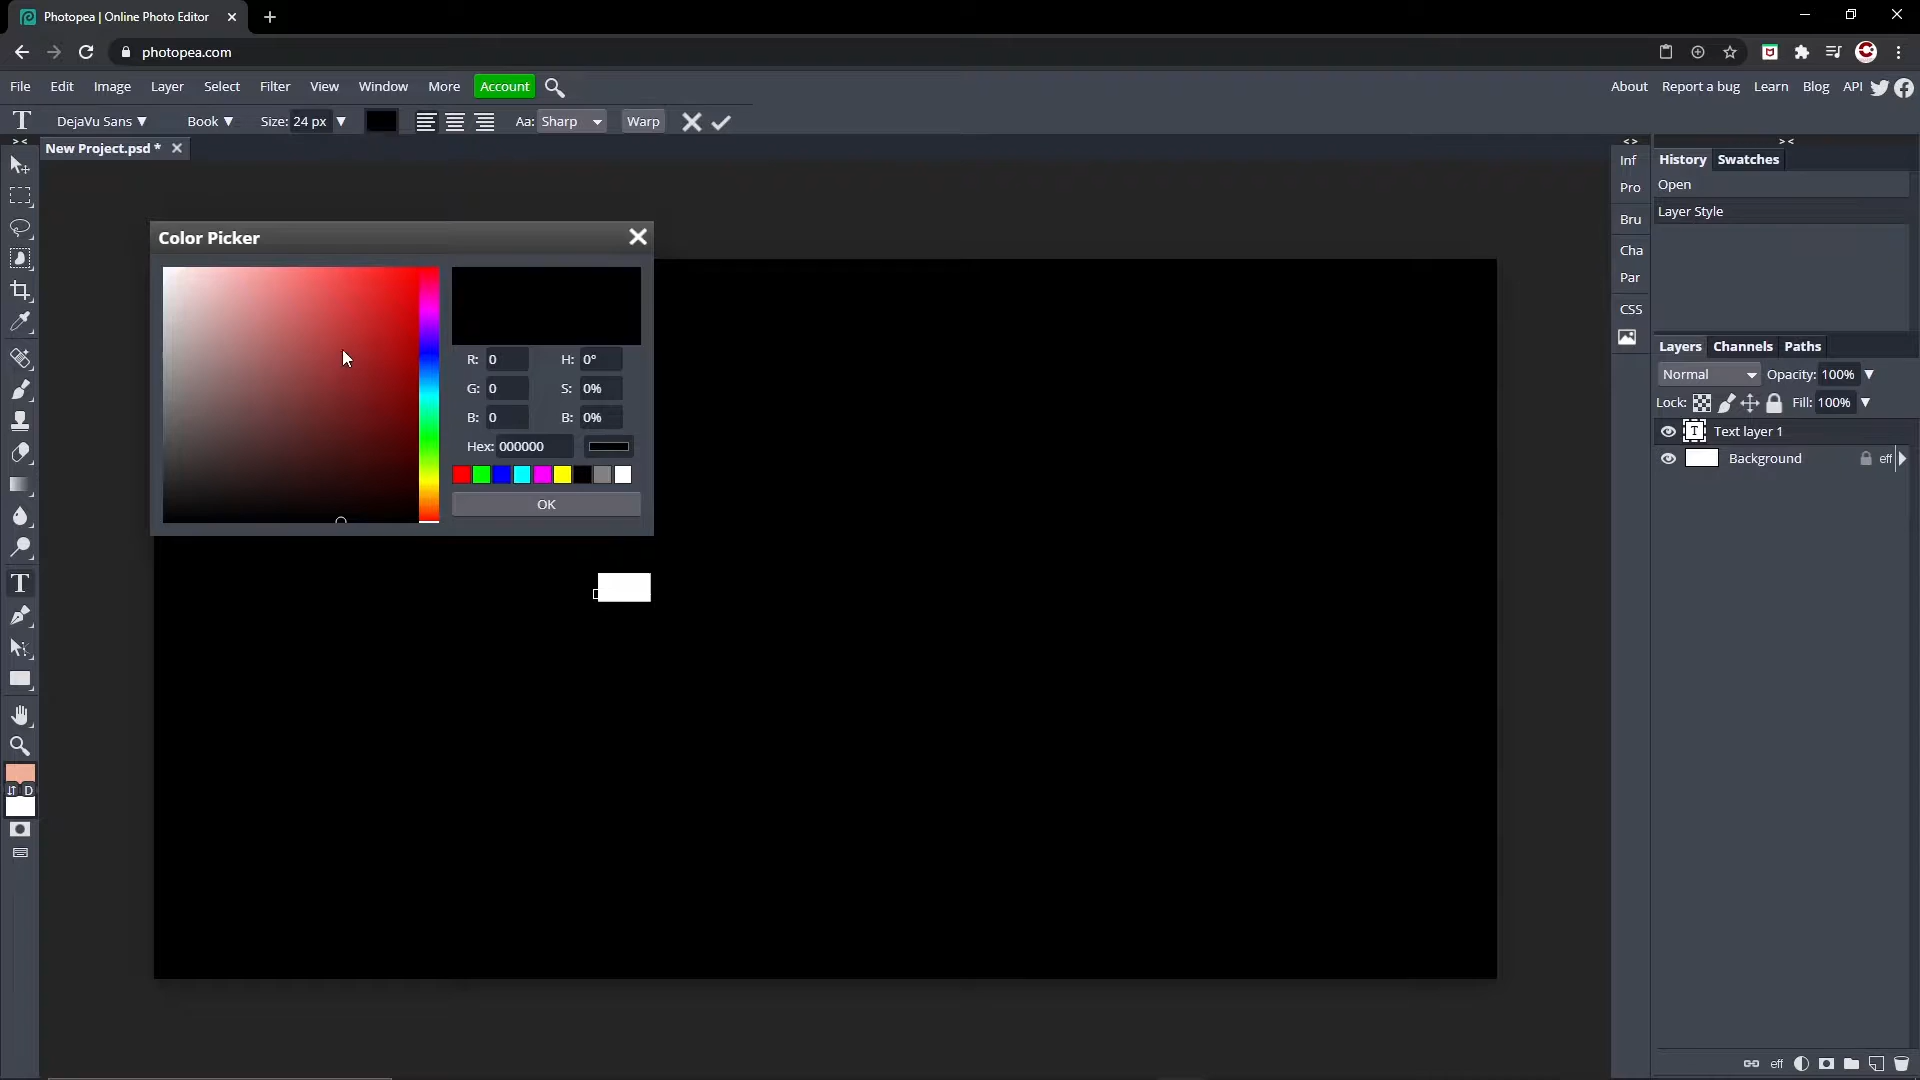 Photopea | Online Photo Editor
photopea.com
File Edit Image Layer Select Filter View Window More Account
About Report a bug Learn Blog API
T DejaVu Sans Book Size: 24 px Aa: Sharp Warp
New Project.psd *
Color Picker
R: 0 H: 0°
G: 0 S: 0%
B: 0 B: 0%
Hex: 000000
OK
T
D
Inf
Pro
Bru
Cha
Par
CSS
History Swatches
Open
Layer Style
Layers Channels Paths
Normal Opacity: 100%
Lock: Fill: 100%
T Text layer 1
Background eff
eff